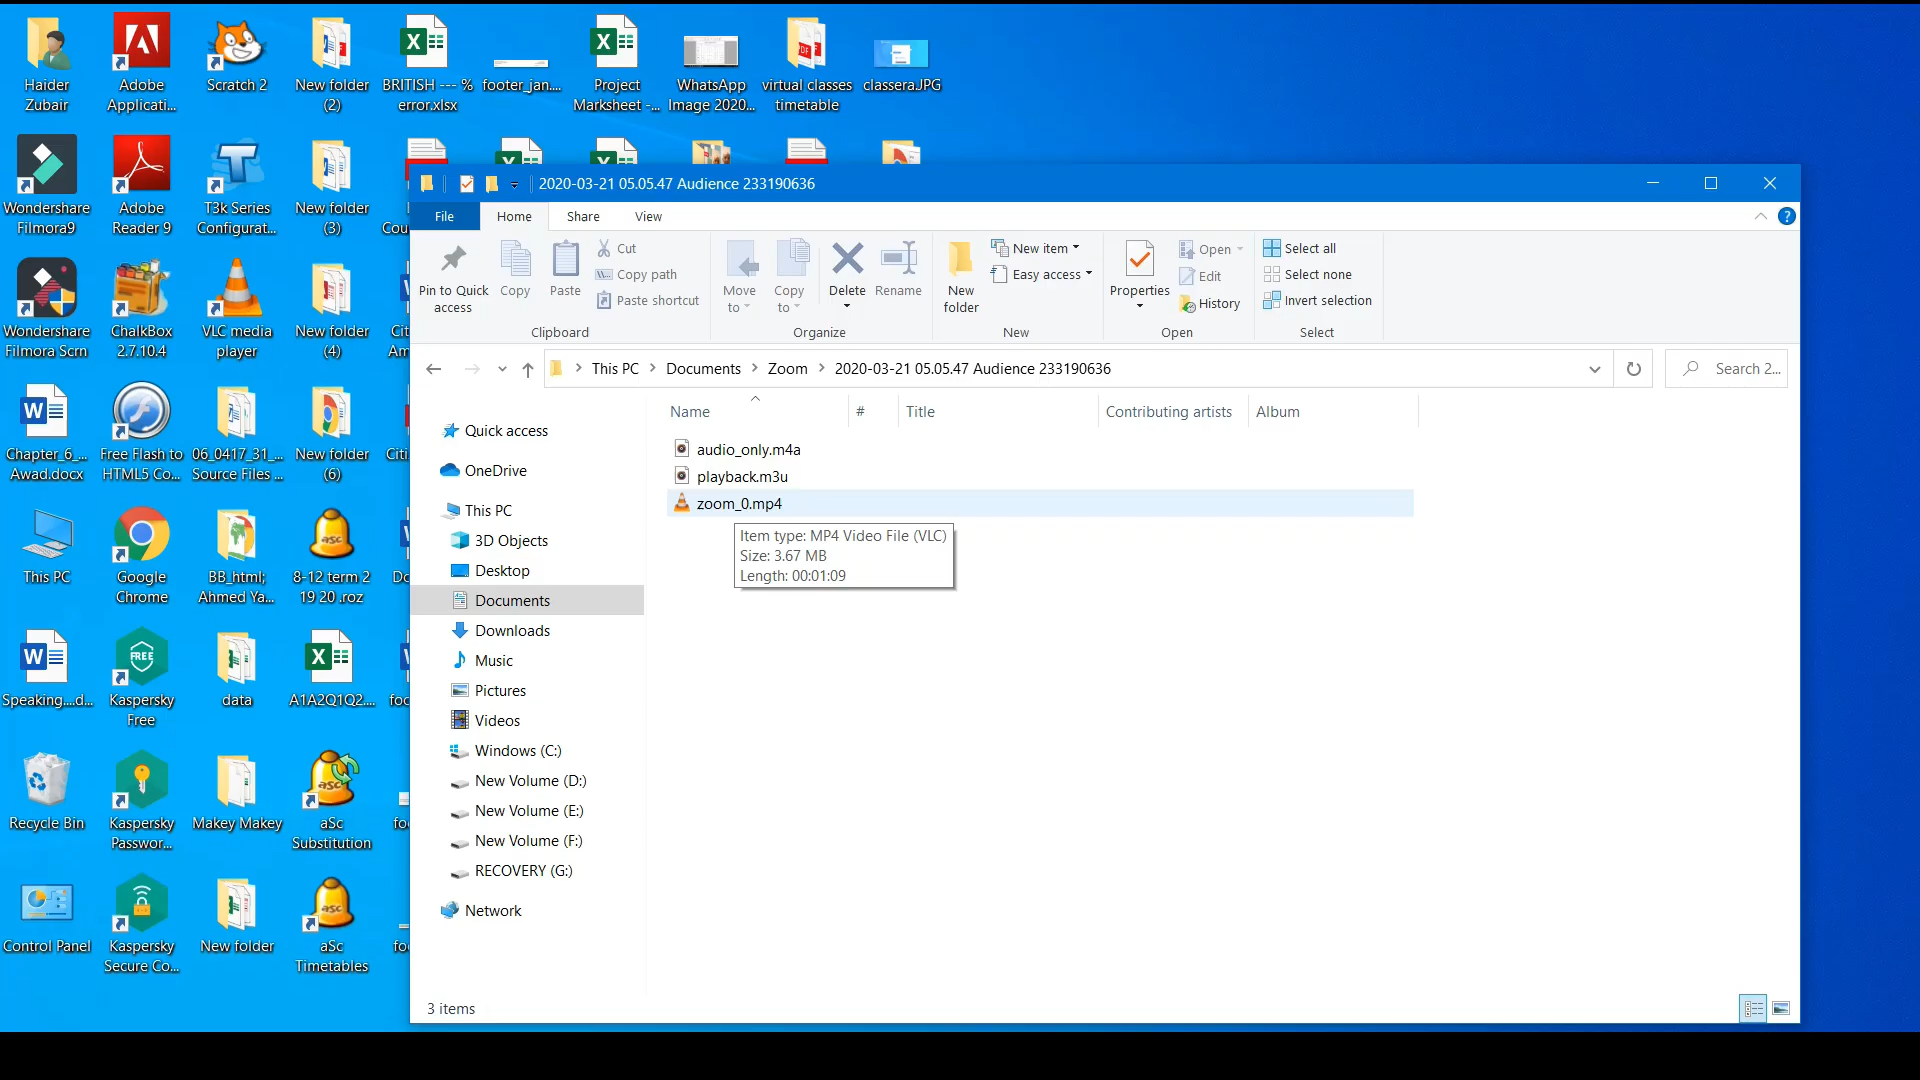 Haider
Zubair
Adobe
Applicati...
Scratch 2
New folder
(2)
BRITISH --- %
error.xlsx
footer_jan....
Project
Marksheet -...
WhatsApp
Image 2020...
virtual classes
timetable
classera.JPG
Wondershare
Filmora9
Adobe
Reader 9
T3k Series
Configurat...
New folder
(3)
Wondershare
Filmora Scrn
ChalkBox
2.7.10.4
VLC media
player
New folder
(4)
Chapter_6_...
Awad.docx
Free Flash to
HTML5 Co...
06_0417_31_...
Source Files ...
New folder
(6)
This PC
Google
Chrome
BB_html;
Ahmed Ya...
8-12 term 2
19 20 .roz
Speaking....d...
Kaspersky
Free
data
A1A2Q1Q2....
Recycle Bin
Kaspersky
Passwor...
Makey Makey
aSc
Substitution
Control Panel
Kaspersky
Secure Co...
New folder
aSc
Timetables
2020-03-21 05.05.47 Audience 233190636
File
Home
Share
View
Pin to Quick
access
Copy
Paste
Cut
Copy path
Paste shortcut
Clipboard
Move
to
Copy
to
Delete
Rename
Organize
New
folder
New item
Easy access
New
Properties
Open
Edit
History
Open
Select all
Select none
Invert selection
Select
This PC
Documents
Zoom
2020-03-21 05.05.47 Audience 233190636
Search 2...
Name
#
Title
Contributing artists
Album
audio_only.m4a
playback.m3u
zoom_0.mp4
Item type: MP4 Video File (VLC)
Size: 3.67 MB
Length: 00:01:09
Quick access
OneDrive
This PC
3D Objects
Desktop
Documents
Downloads
Music
Pictures
Videos
Windows (C:)
New Volume (D:)
New Volume (E:)
New Volume (F:)
RECOVERY (G:)
Network
3 items